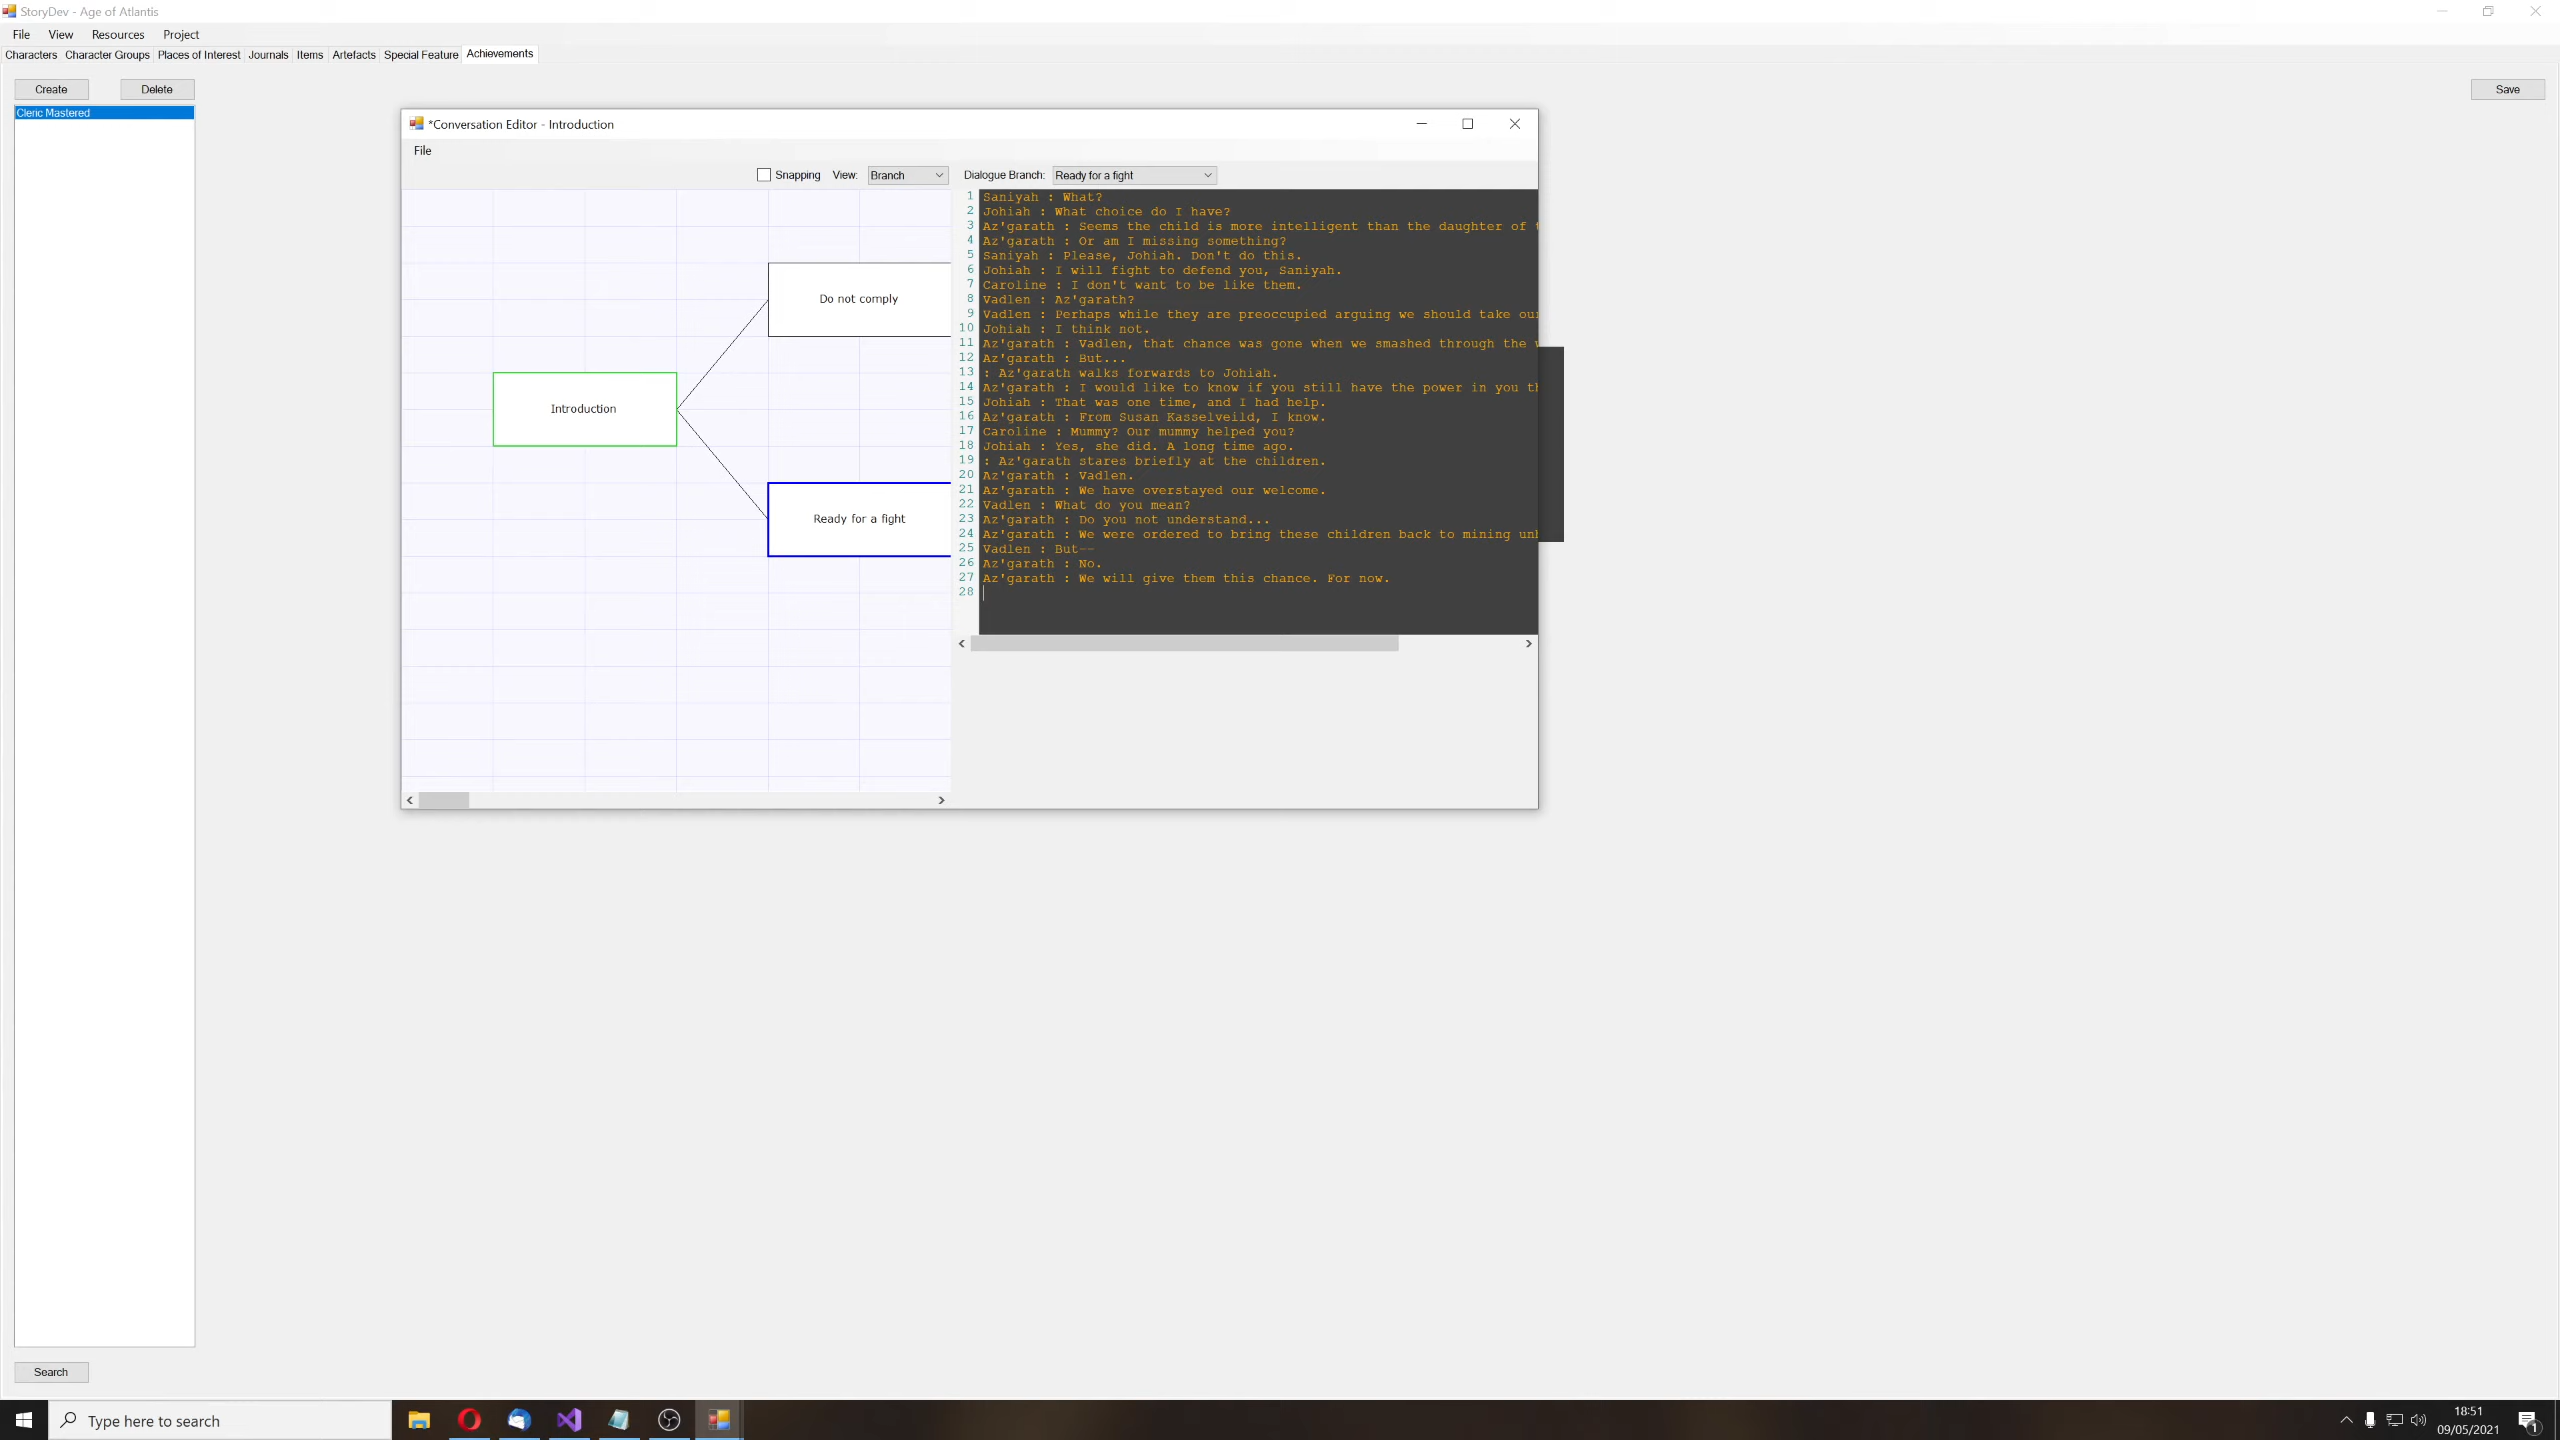 StoryDev - Age of Atlantis
File View Resources Project
Characters Character Groups Places of Interest Journals Items Artefacts Special Feature Achievements
Create Delete Save
Cleric Mastered
*Conversation Editor - Introduction
File
Snapping View: Branch Dialogue Branch: Ready for a fight
Do not comply
Introduction
Ready for a fight
1 Saniyah : What?
2 Johiah : What choice do I have?
3 Az'garath : Seems the child is more intelligent than the daughter of
4 Az'garath : Or am I missing something?
5 Saniyah : Please, Johiah. Don't do this.
6 Johiah : I will fight to defend you, Saniyah.
7 Caroline : I don't want to be like them.
8 Vadlen : Az'garath?
9 Vadlen : Perhaps while they are preoccupied arguing we should take ou
10 Johiah : I think not.
11 Az'garath : Vadlen, that chance was gone when we smashed through the
12 Az'garath : But...
13 : Az'garath walks forwards to Johiah.
14 Az'garath : I would like to know if you still have the power in you th
15 Johiah : That was one time, and I had help.
16 Az'garath : From Susan Kasselveild, I know.
17 Caroline : Mummy? Our mummy helped you?
18 Johiah : Yes, she did. A long time ago.
19 : Az'garath stares briefly at the children.
20 Az'garath : Vadlen.
21 Az'garath : We have overstayed our welcome.
22 Vadlen : What do you mean?
23 Az'garath : Do you not understand...
24 Az'garath : We were ordered to bring these children back to mining un
25 Vadlen : But--
26 Az'garath : No.
27 Az'garath : We will give them this chance. For now.
28
Search
Type here to search
18:51
09/05/2021
1